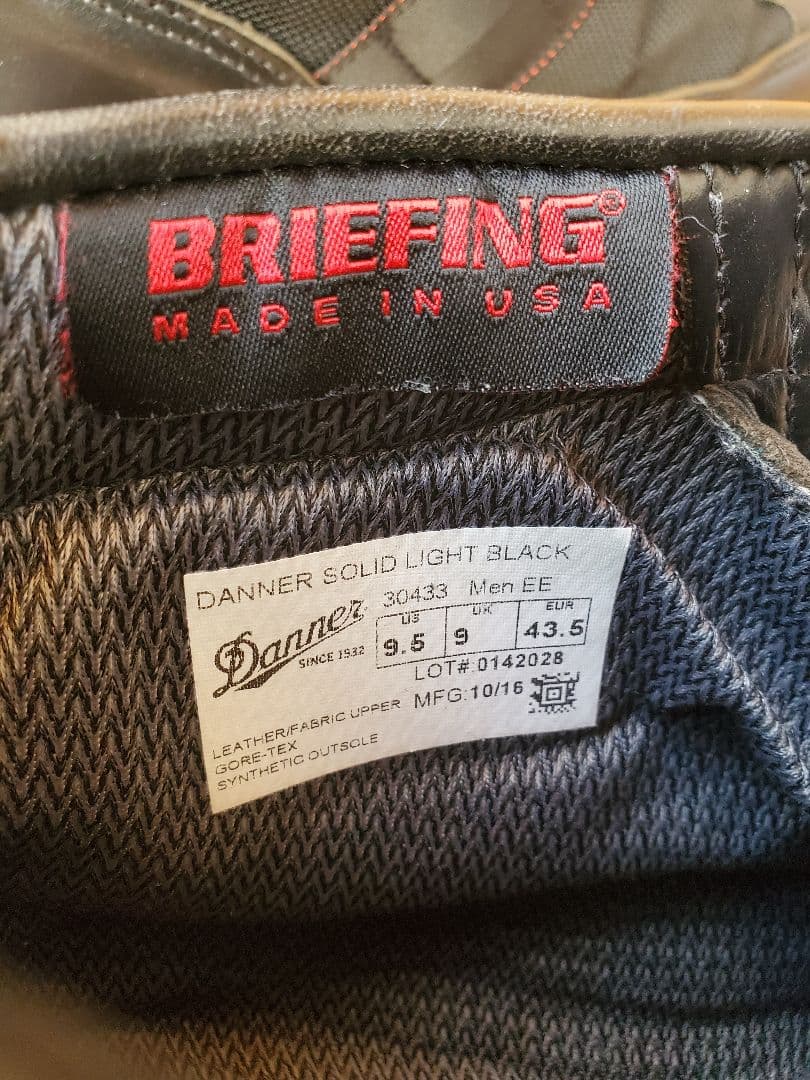 BRIEFING®
MADE IN USA
DANNER SOLID LIGHT BLACK
30433 Men EE
Danner
SINCE 1932
US UK EUR
9.5 9 43.5
LOT#:0142028
MFG:10/16
LEATHER/FABRIC UPPER
GORE-TEX
SYNTHETIC OUTSOLE